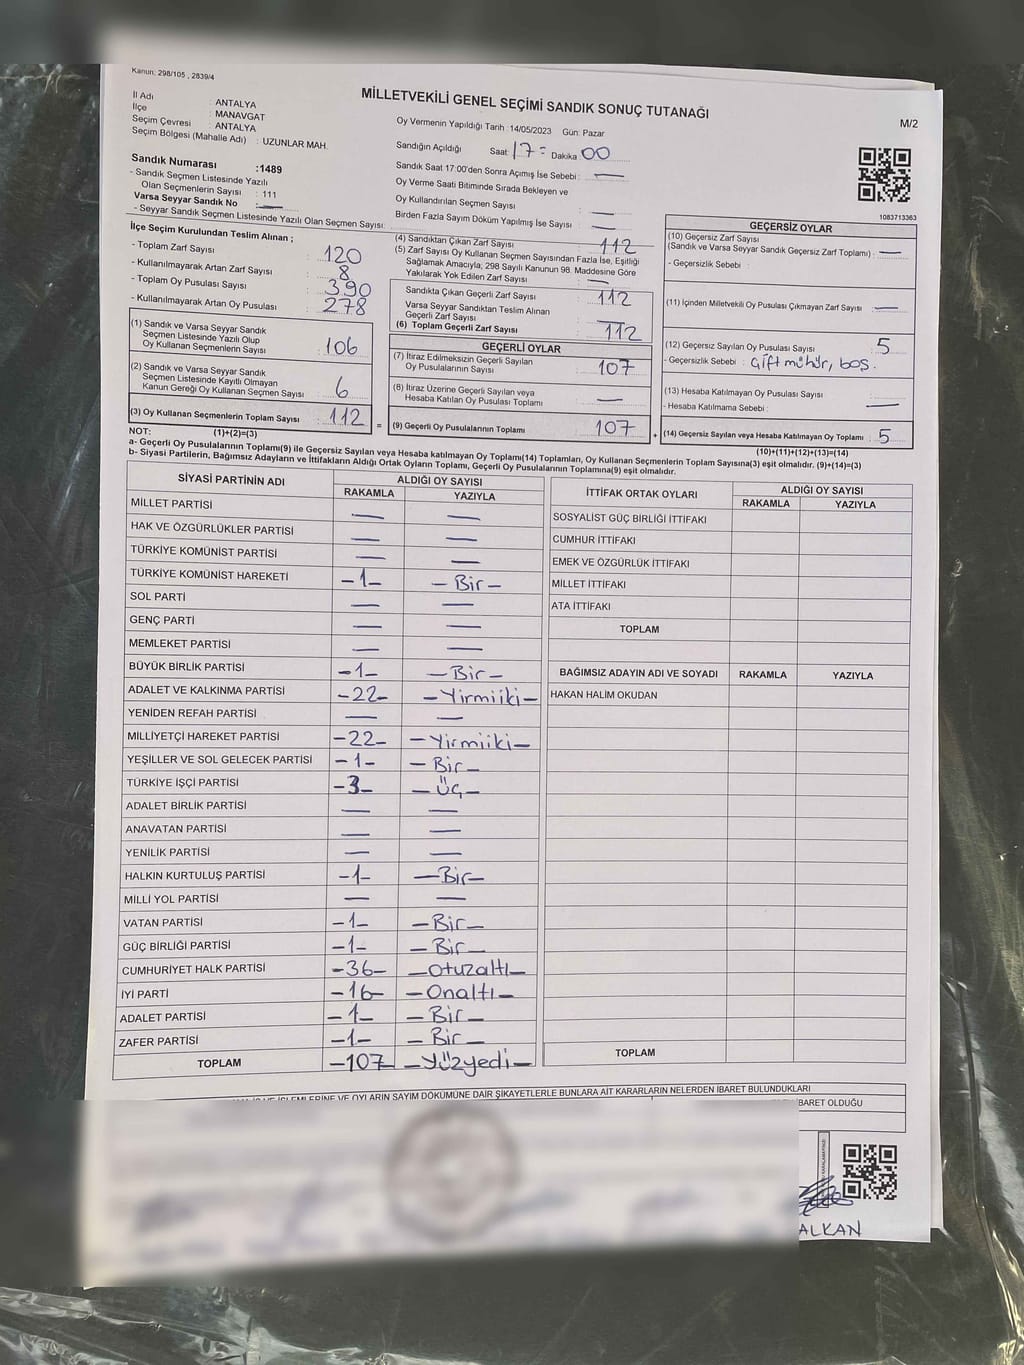 Kanun: 298/105 , 2839/4
MİLLETVEKİLİ GENEL SEÇİMİ SANDIK SONUÇ TUTANAĞI
M/2
İl Adı : ANTALYA
İlçe : MANAVGAT
Seçim Çevresi : ANTALYA
Seçim Bölgesi (Mahalle Adı) : UZUNLAR MAH.
Sandık Numarası :1489
- Sandık Seçmen Listesinde Yazılı
Olan Seçmenlerin Sayısı : 111
Varsa Seyyar Sandık No —
- Seyyar Sandık Seçmen Listesinde Yazılı Olan Seçmen Sayısı:
Oy Vermenin Yapıldığı Tarih :14/05/2023 Gün: Pazar
Sandığın Açıldığı Saat: 17 = Dakika 00
Sandık Saat 17:00'den Sonra Açımış İse Sebebi : —
Oy Verme Saati Bitiminde Sırada Bekleyen ve
Oy Kullandırılan Seçmen Sayısı —
Birden Fazla Sayım Döküm Yapılmış İse Sayısı : —
1083713363
İlçe Seçim Kurulundan Teslim Alınan ;
- Toplam Zarf Sayısı : 120
- Kullanılmayarak Artan Zarf Sayısı : 8
- Toplam Oy Pusulası Sayısı : 390
- Kullanılmayarak Artan Oy Pusulası : 278
(1) Sandık ve Varsa Seyyar Sandık
Seçmen Listesinde Yazılı Olup
Oy Kullanan Seçmenlerin Sayısı : 106
(2) Sandık ve Varsa Seyyar Sandık
Seçmen Listesinde Kayıtlı Olmayan
Kanun Gereği Oy Kullanan Seçmen Sayısı : 6
(3) Oy Kullanan Seçmenlerin Toplam Sayısı : 112 =
(4) Sandıktan Çıkan Zarf Sayısı : 112
(5) Zarf Sayısı Oy Kullanan Seçmen Sayısından Fazla İse, Eşitliği
Sağlamak Amacıyla, 298 Sayılı Kanunun 98. Maddesine Göre
Yakılarak Yok Edilen Zarf Sayısı : —
Sandıkta Çıkan Geçerli Zarf Sayısı : 112
Varsa Seyyar Sandıktan Teslim Alınan
Geçerli Zarf Sayısı : —
(6) Toplam Geçerli Zarf Sayısı : 112
GEÇERLİ OYLAR
(7) İtiraz Edilmeksizin Geçerli Sayılan
Oy Pusulalarının Sayısı : 107
(8) İtiraz Üzerine Geçerli Sayılan veya
Hesaba Katılan Oy Pusulası Toplamı : —
(9) Geçerli Oy Pusulalarının Toplamı : 107 +
GEÇERSİZ OYLAR
(10) Geçersiz Zarf Sayısı
(Sandık ve Varsa Seyyar Sandık Geçersiz Zarf Toplamı) : —
- Geçersizlik Sebebi :
(11) İçinden Milletvekili Oy Pusulası Çıkmayan Zarf Sayısı : —
(12) Geçersiz Sayılan Oy Pusulası Sayısı : 5
- Geçersizlik Sebebi : Çift mühür, boş.
(13) Hesaba Katılmayan Oy Pusulası Sayısı : —
- Hesaba Katılmama Sebebi :
(14) Geçersiz Sayılan veya Hesaba Katılmayan Oy Toplamı : 5
NOT: (1)+(2)=(3)
(10)+(11)+(12)+(13)=(14)
a- Geçerli Oy Pusulalarının Toplamı(9) ile Geçersiz Sayılan veya Hesaba katılmayan Oy Toplamı(14) Toplamları, Oy Kullanan Seçmenlerin Toplam Sayısına(3) eşit olmalıdır. (9)+(14)=(3)
b- Siyasi Partilerin, Bağımsız Adayların ve İttifakların Aldığı Ortak Oyların Toplamı, Geçerli Oy Pusulalarının Toplamına(9) eşit olmalıdır.
SİYASİ PARTİNİN ADI ALDIĞI OY SAYISI
RAKAMLA YAZIYLA
MİLLET PARTİSİ — —
HAK VE ÖZGÜRLÜKLER PARTİSİ — —
TÜRKİYE KOMÜNİST PARTİSİ — —
TÜRKİYE KOMÜNİST HAREKETİ -1- - Bir -
SOL PARTİ — —
GENÇ PARTİ — —
MEMLEKET PARTİSİ — —
BÜYÜK BİRLİK PARTİSİ -1- - Bir -
ADALET VE KALKINMA PARTİSİ -22- - Yirmiiki -
YENİDEN REFAH PARTİSİ — —
MİLLİYETÇİ HAREKET PARTİSİ -22- - Yirmiiki -
YEŞİLLER VE SOL GELECEK PARTİSİ -1- - Bir -
TÜRKİYE İŞÇİ PARTİSİ -3- - Üç -
ADALET BİRLİK PARTİSİ — —
ANAVATAN PARTİSİ — —
YENİLİK PARTİSİ — —
HALKIN KURTULUŞ PARTİSİ -1- - Bir -
MİLLİ YOL PARTİSİ — —
VATAN PARTİSİ -1- - Bir -
GÜÇ BİRLİĞİ PARTİSİ -1- - Bir -
CUMHURİYET HALK PARTİSİ -36- - Otuzaltı -
İYİ PARTİ -16- - Onaltı -
ADALET PARTİSİ -1- - Bir -
ZAFER PARTİSİ -1- - Bir -
TOPLAM -107- - Yüzyedi -
İTTİFAK ORTAK OYLARI ALDIĞI OY SAYISI
RAKAMLA YAZIYLA
SOSYALİST GÜÇ BİRLİĞİ İTTİFAKI
CUMHUR İTTİFAKI
EMEK VE ÖZGÜRLÜK İTTİFAKI
MİLLET İTTİFAKI
ATA İTTİFAKI
TOPLAM
BAĞIMSIZ ADAYIN ADI VE SOYADI RAKAMLA YAZIYLA
HAKAN HALİM OKUDAN
TOPLAM
İŞLEMLERİNE VE OYLARIN SAYIM DÖKÜMÜNE DAİR ŞİKAYETLERLE BUNLARA AİT KARARLARIN NELERDEN İBARET BULUNDUKLARI
İBARET OLDUĞU
ALKAN